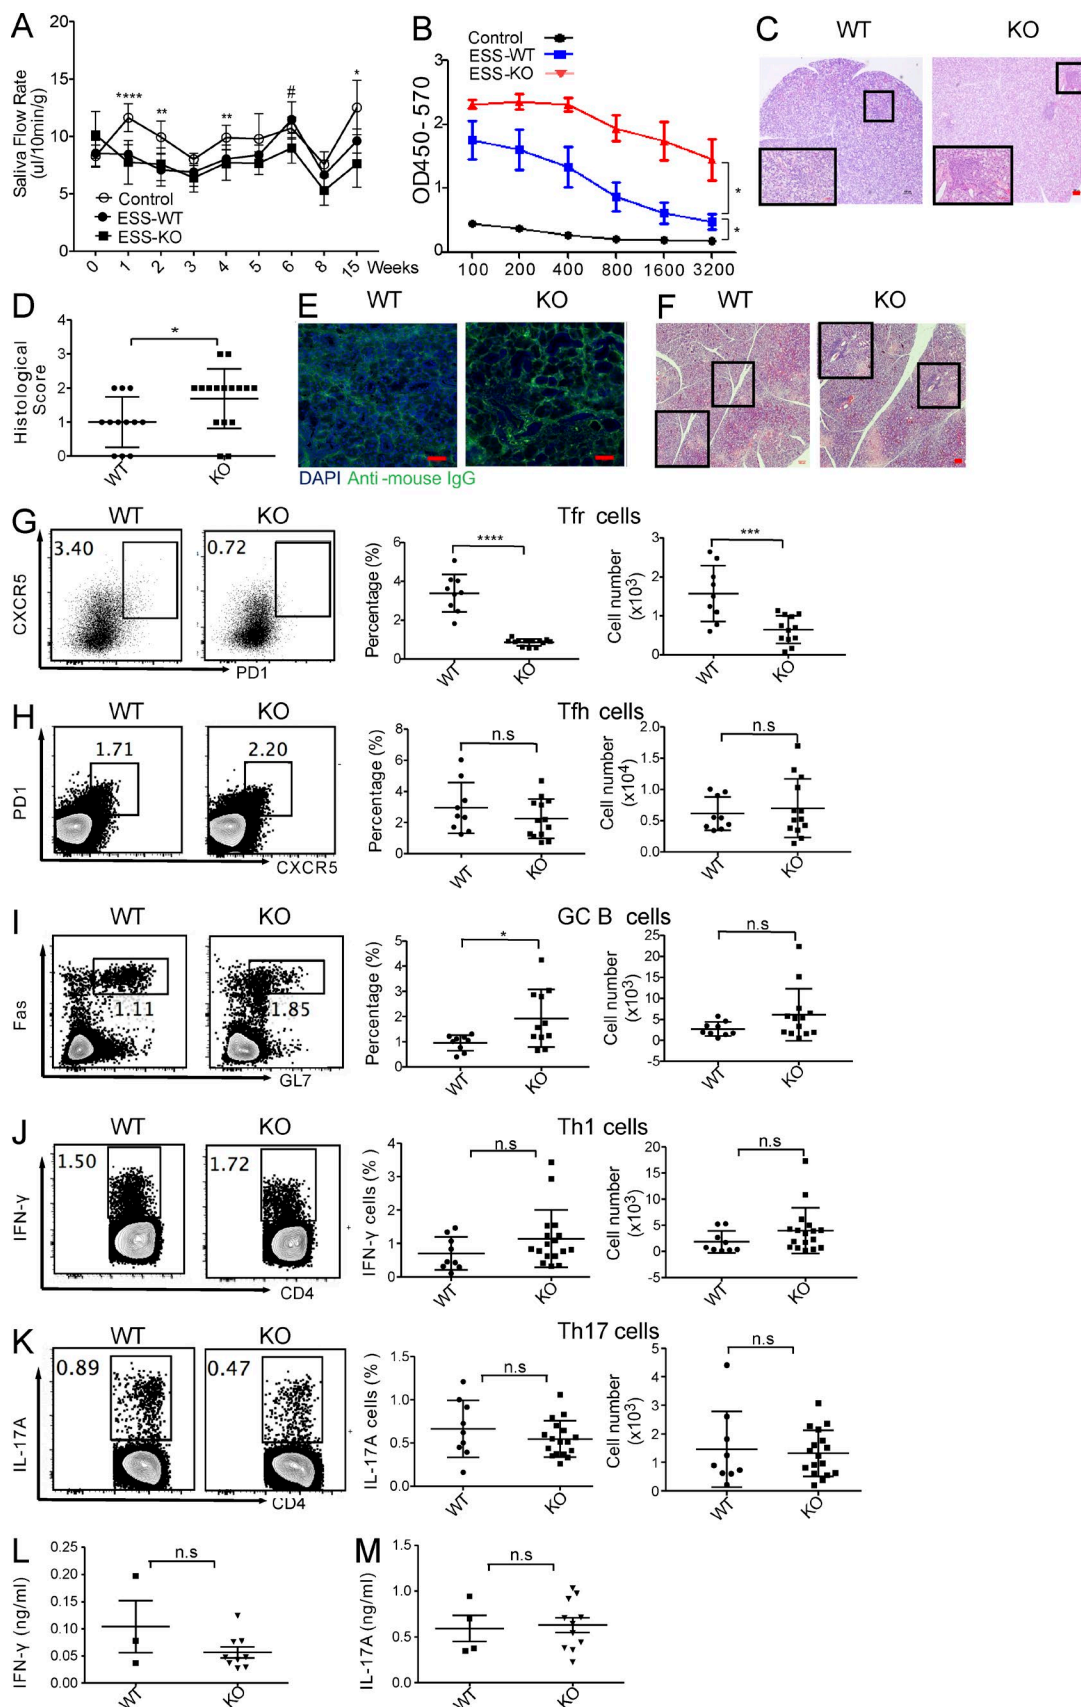 A
Saliva Flow Rate
(ul/10min/g)
20
15
10
5
0
****
**
**
#
*
Control
ESS-WT
ESS-KO
0 1 2 3 4 5 6 8 15 Weeks
B
Control
ESS-WT
ESS-KO
OD450-570
3
2
1
0
*
*
100 200 400 800 1600 3200
C
WT KO
D
Histological
Score
4
3
2
1
0
*
WT KO
E
WT KO
DAPI Anti-mouse IgG
F
WT KO
G
WT KO
3.40 0.72
CXCR5
PD1
Tfr cells
Percentage (%)
6
4
2
0
****
WT KO
Cell number
(x10³)
3
2
1
0
***
WT KO
H
WT KO
1.71 2.20
PD1
CXCR5
Tfh cells
Percentage (%)
8
6
4
2
0
n.s
WT KO
Cell number
(x10⁴)
2.0
1.5
1.0
0.5
0.0
n.s
WT KO
I
WT KO
1.11 1.85
Fas
GL7
GC B cells
Percentage (%)
5
4
3
2
1
0
*
WT KO
Cell number
(x10³)
25
20
15
10
5
0
-5
n.s
WT KO
J
WT KO
1.50 1.72
IFN-γ
CD4
Th1 cells
IFN-γ cells (%)
4
3
2
1
0
n.s
WT KO
Cell number
(x10³)
20
15
10
5
0
-5
n.s
WT KO
K
WT KO
0.89 0.47
IL-17A
CD4
Th17 cells
IL-17A cells (%)
1.5
1.0
0.5
0.0
n.s
WT KO
Cell number
(x10³)
5
4
3
2
1
0
n.s
WT KO
L
IFN-γ (ng/ml)
0.25
0.20
0.15
0.10
0.05
0.00
n.s
WT KO
M
IL-17A (ng/ml)
1.5
1.0
0.5
0.0
n.s
WT KO